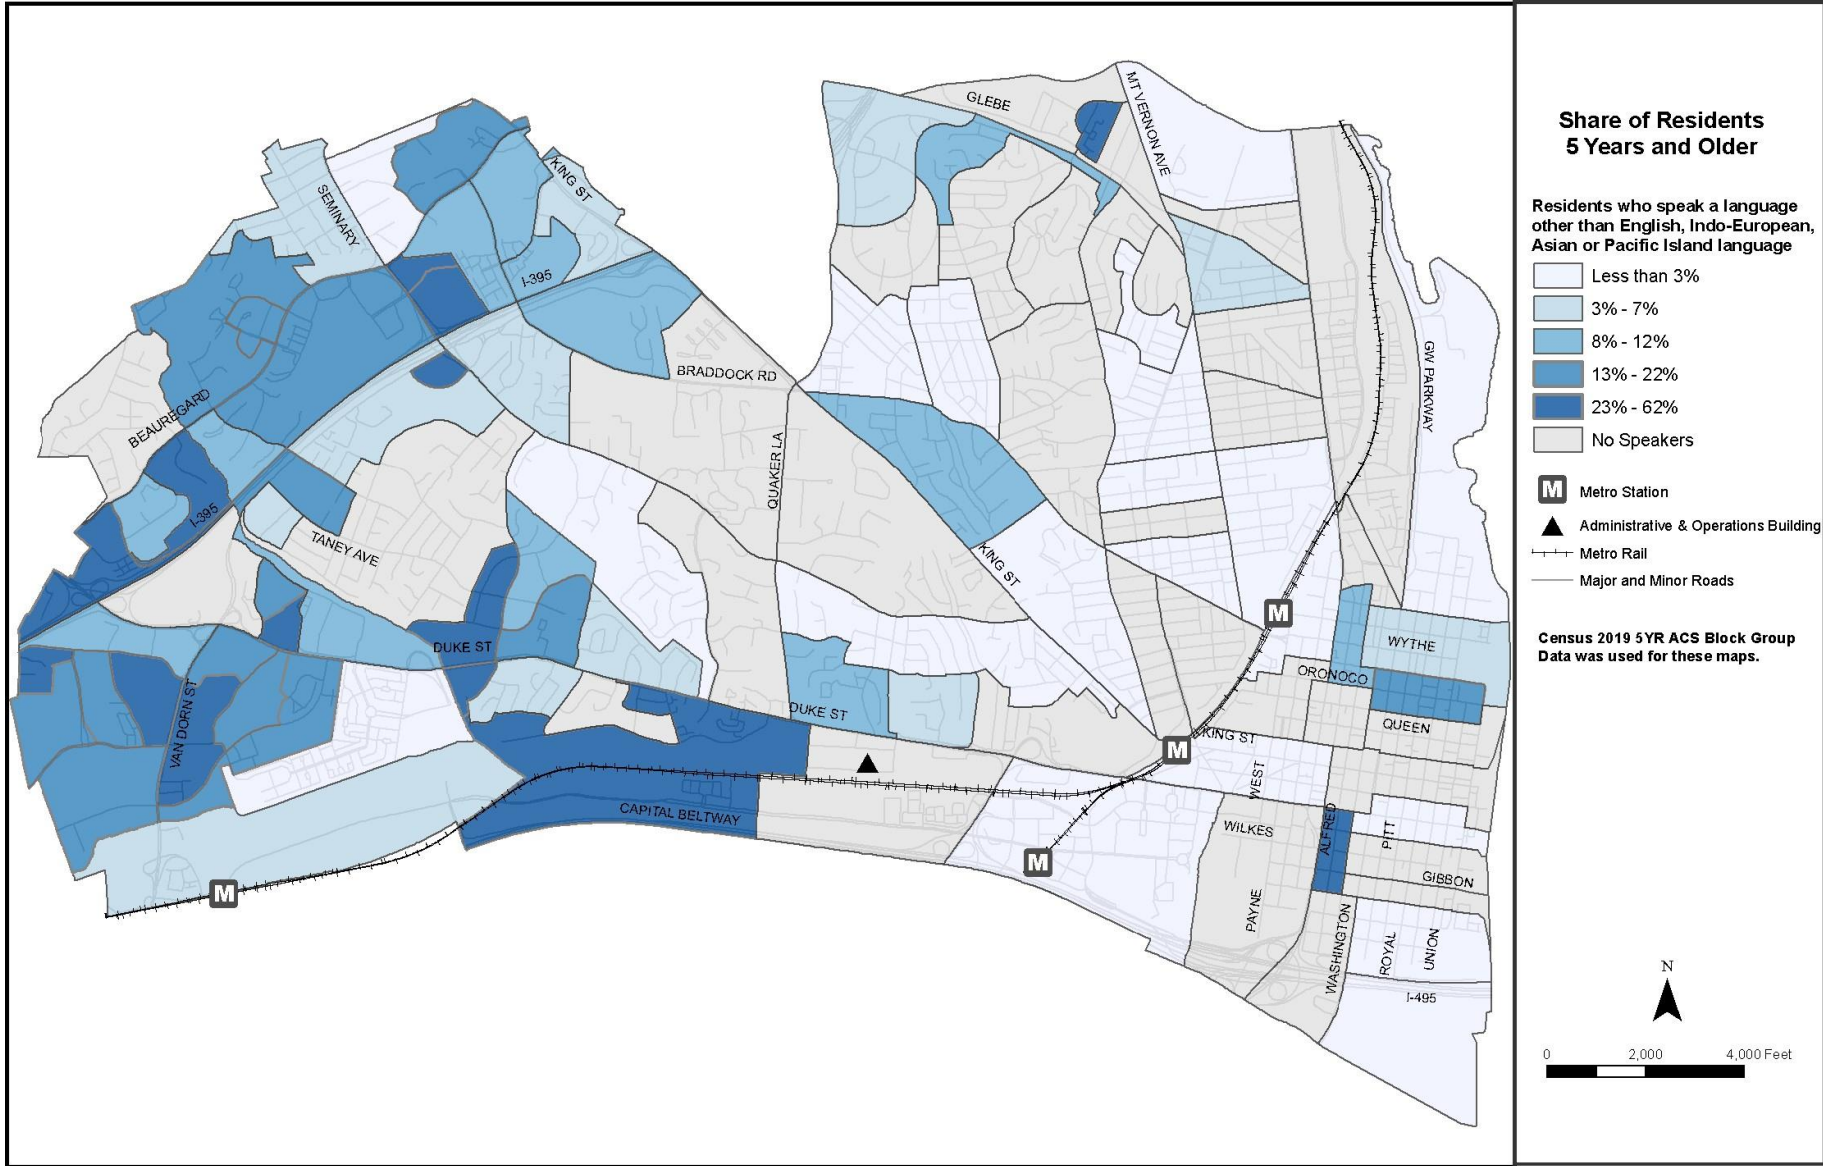 Share of Residents
5 Years and Older
Residents who speak a language
other than English, Indo-European,
Asian or Pacific Island language
Less than 3%
3% - 7%
8% - 12%
13% - 22%
23% - 62%
No Speakers
M Metro Station
Administrative & Operations Building
Metro Rail
Major and Minor Roads
Census 2019 5YR ACS Block Group
Data was used for these maps.
N
0 2,000 4,000 Feet
GLEBE
MT VERNON AVE
KING ST
SEMINARY
I-395
GW PARKWAY
BRADDOCK RD
BEAUREGARD
QUAKER LA
I-395
TANEY AVE
KING ST
M
WYTHE
DUKE ST
ORONOCO
VAN DORN ST
DUKE ST
QUEEN
KING ST
M
WEST
CAPITAL BELTWAY
WILKES
ALFRED
PITT
M
GIBBON
M
PAYNE
WASHINGTON
ROYAL
UNION
I-495